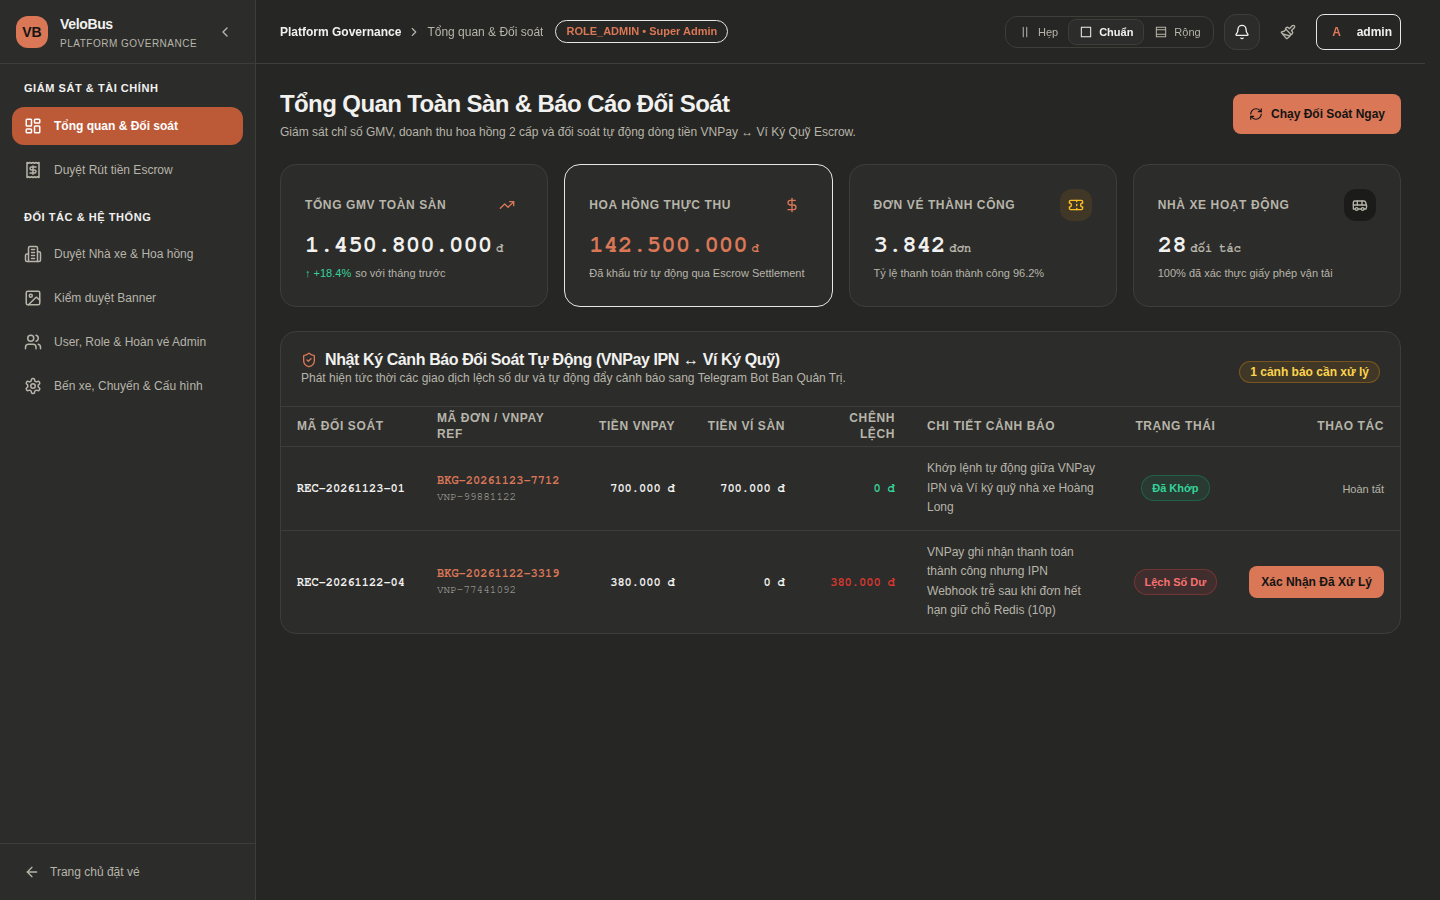 VB
VeloBus
PLATFORM GOVERNANCE
GIÁM SÁT & TÀI CHÍNH
Tổng quan & Đối soát
Duyệt Rút tiền Escrow
ĐỐI TÁC & HỆ THỐNG
Duyệt Nhà xe & Hoa hồng
Kiểm duyệt Banner
User, Role & Hoàn vé Admin
Bến xe, Chuyến & Cấu hình
Trang chủ đặt vé
Platform Governance
Tổng quan & Đối soát
ROLE_ADMIN • Super Admin
Hẹp
Chuẩn
Rộng
A
admin
Tổng Quan Toàn Sàn & Báo Cáo Đối Soát
Giám sát chỉ số GMV, doanh thu hoa hồng 2 cấp và đối soát tự động dòng tiền VNPay ↔ Ví Ký Quỹ Escrow.
Chạy Đối Soát Ngay
TỔNG GMV TOÀN SÀN
1.450.800.000 đ
↑ +18.4% so với tháng trước
HOA HỒNG THỰC THU
142.500.000 đ
Đã khấu trừ tự động qua Escrow Settlement
ĐƠN VÉ THÀNH CÔNG
3.842 đơn
Tỷ lệ thanh toán thành công 96.2%
NHÀ XE HOẠT ĐỘNG
28 đối tác
100% đã xác thực giấy phép vận tải
Nhật Ký Cảnh Báo Đối Soát Tự Động (VNPay IPN ↔ Ví Ký Quỹ)
Phát hiện tức thời các giao dịch lệch số dư và tự động đẩy cảnh báo sang Telegram Bot Ban Quản Trị.
1 cảnh báo cần xử lý
MÃ ĐỐI SOÁT
MÃ ĐƠN / VNPAY
REF
TIỀN VNPAY
TIỀN VÍ SÀN
CHÊNH
LỆCH
CHI TIẾT CẢNH BÁO
TRẠNG THÁI
THAO TÁC
REC-20261123-01
BKG-20261123-7712
VNP-99881122
700.000 đ
700.000 đ
0 đ
Khớp lệnh tự động giữa VNPay
IPN và Ví ký quỹ nhà xe Hoàng
Long
Đã Khớp
Hoàn tất
REC-20261122-04
BKG-20261122-3319
VNP-77441092
380.000 đ
0 đ
380.000 đ
VNPay ghi nhận thanh toán
thành công nhưng IPN
Webhook trễ sau khi đơn hết
hạn giữ chỗ Redis (10p)
Lệch Số Dư
Xác Nhận Đã Xử Lý